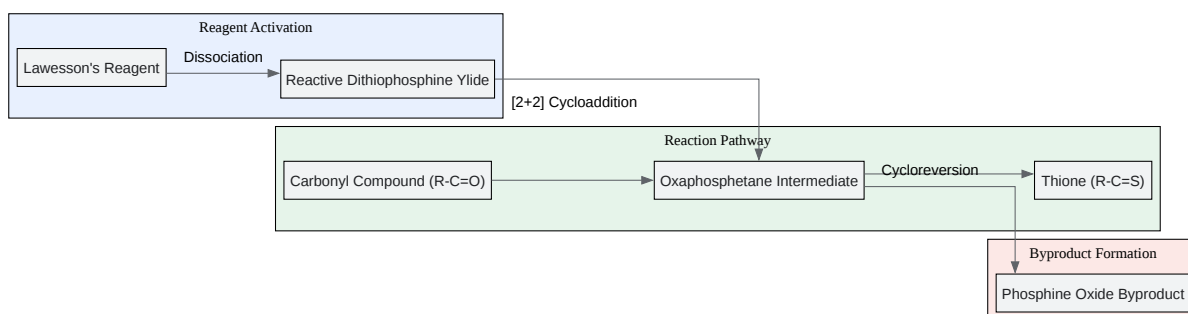 Reagent Activation
Lawesson's Reagent
Dissociation
Reactive Dithiophosphine Ylide
[2+2] Cycloaddition
Reaction Pathway
Carbonyl Compound (R-C=O)
Oxaphosphetane Intermediate
Cycloreversion
Thione (R-C=S)
Byproduct Formation
Phosphine Oxide Byproduct